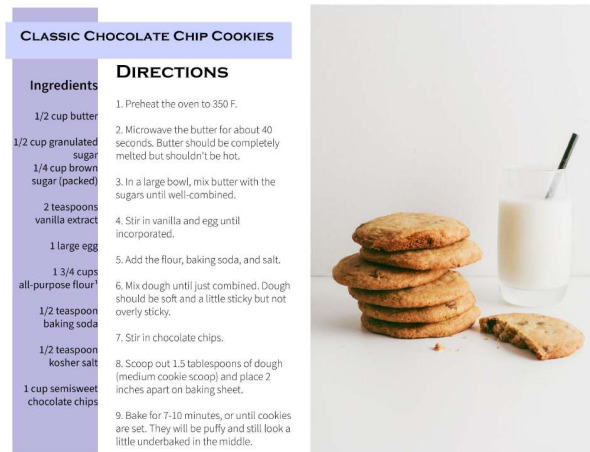 CLASSIC CHOCOLATE CHIP COOKIES
Ingredients
1/2 cup butter
1/2 cup granulated
sugar
1/4 cup brown
sugar (packed)
2 teaspoons
vanilla extract
1 large egg
1 3/4 cups
all-purpose flour¹
1/2 teaspoon
baking soda
1/2 teaspoon
kosher salt
1 cup semisweet
chocolate chips
DIRECTIONS
1. Preheat the oven to 350 F.
2. Microwave the butter for about 40
seconds. Butter should be completely
melted but shouldn't be hot.
3. In a large bowl, mix butter with the
sugars until well-combined.
4. Stir in vanilla and egg until
incorporated.
5. Add the flour, baking soda, and salt.
6. Mix dough until just combined. Dough
should be soft and a little sticky but not
overly sticky.
7. Stir in chocolate chips.
8. Scoop out 1.5 tablespoons of dough
(medium cookie scoop) and place 2
inches apart on baking sheet.
9. Bake for 7-10 minutes, or until cookies
are set. They will be puffy and still look a
little underbaked in the middle.